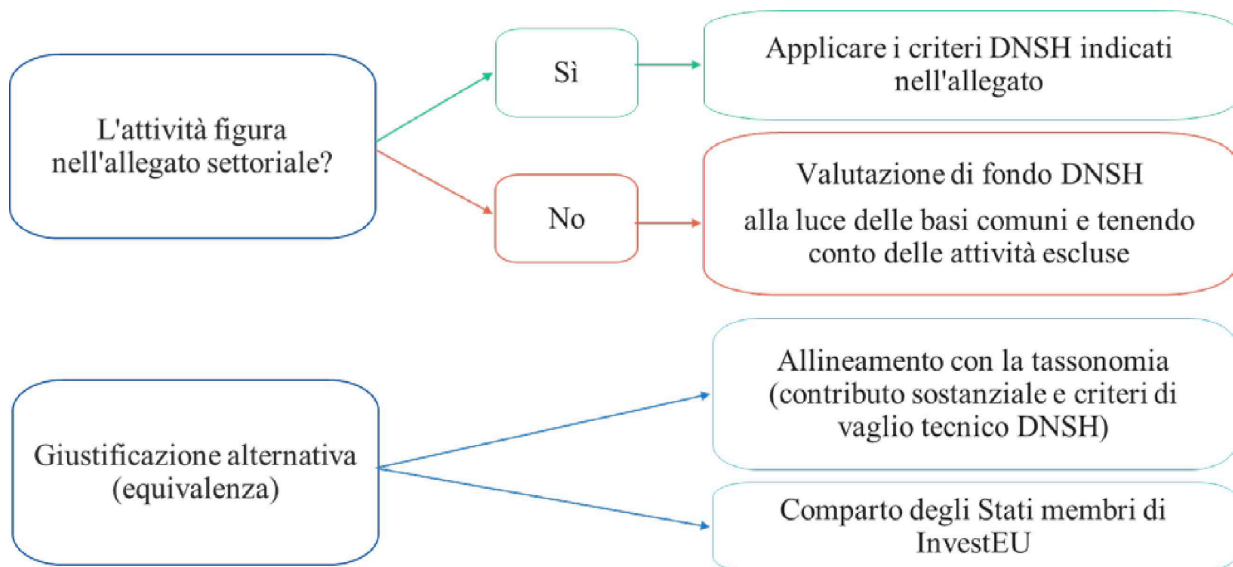 L'attività figura
nell'allegato settoriale?
Sì
Applicare i criteri DNSH indicati
nell'allegato
No
Valutazione di fondo DNSH
alla luce delle basi comuni e tenendo
conto delle attività escluse
Giustificazione alternativa
(equivalenza)
Allineamento con la tassonomia
(contributo sostanziale e criteri di
vaglio tecnico DNSH)
Comparto degli Stati membri di
InvestEU